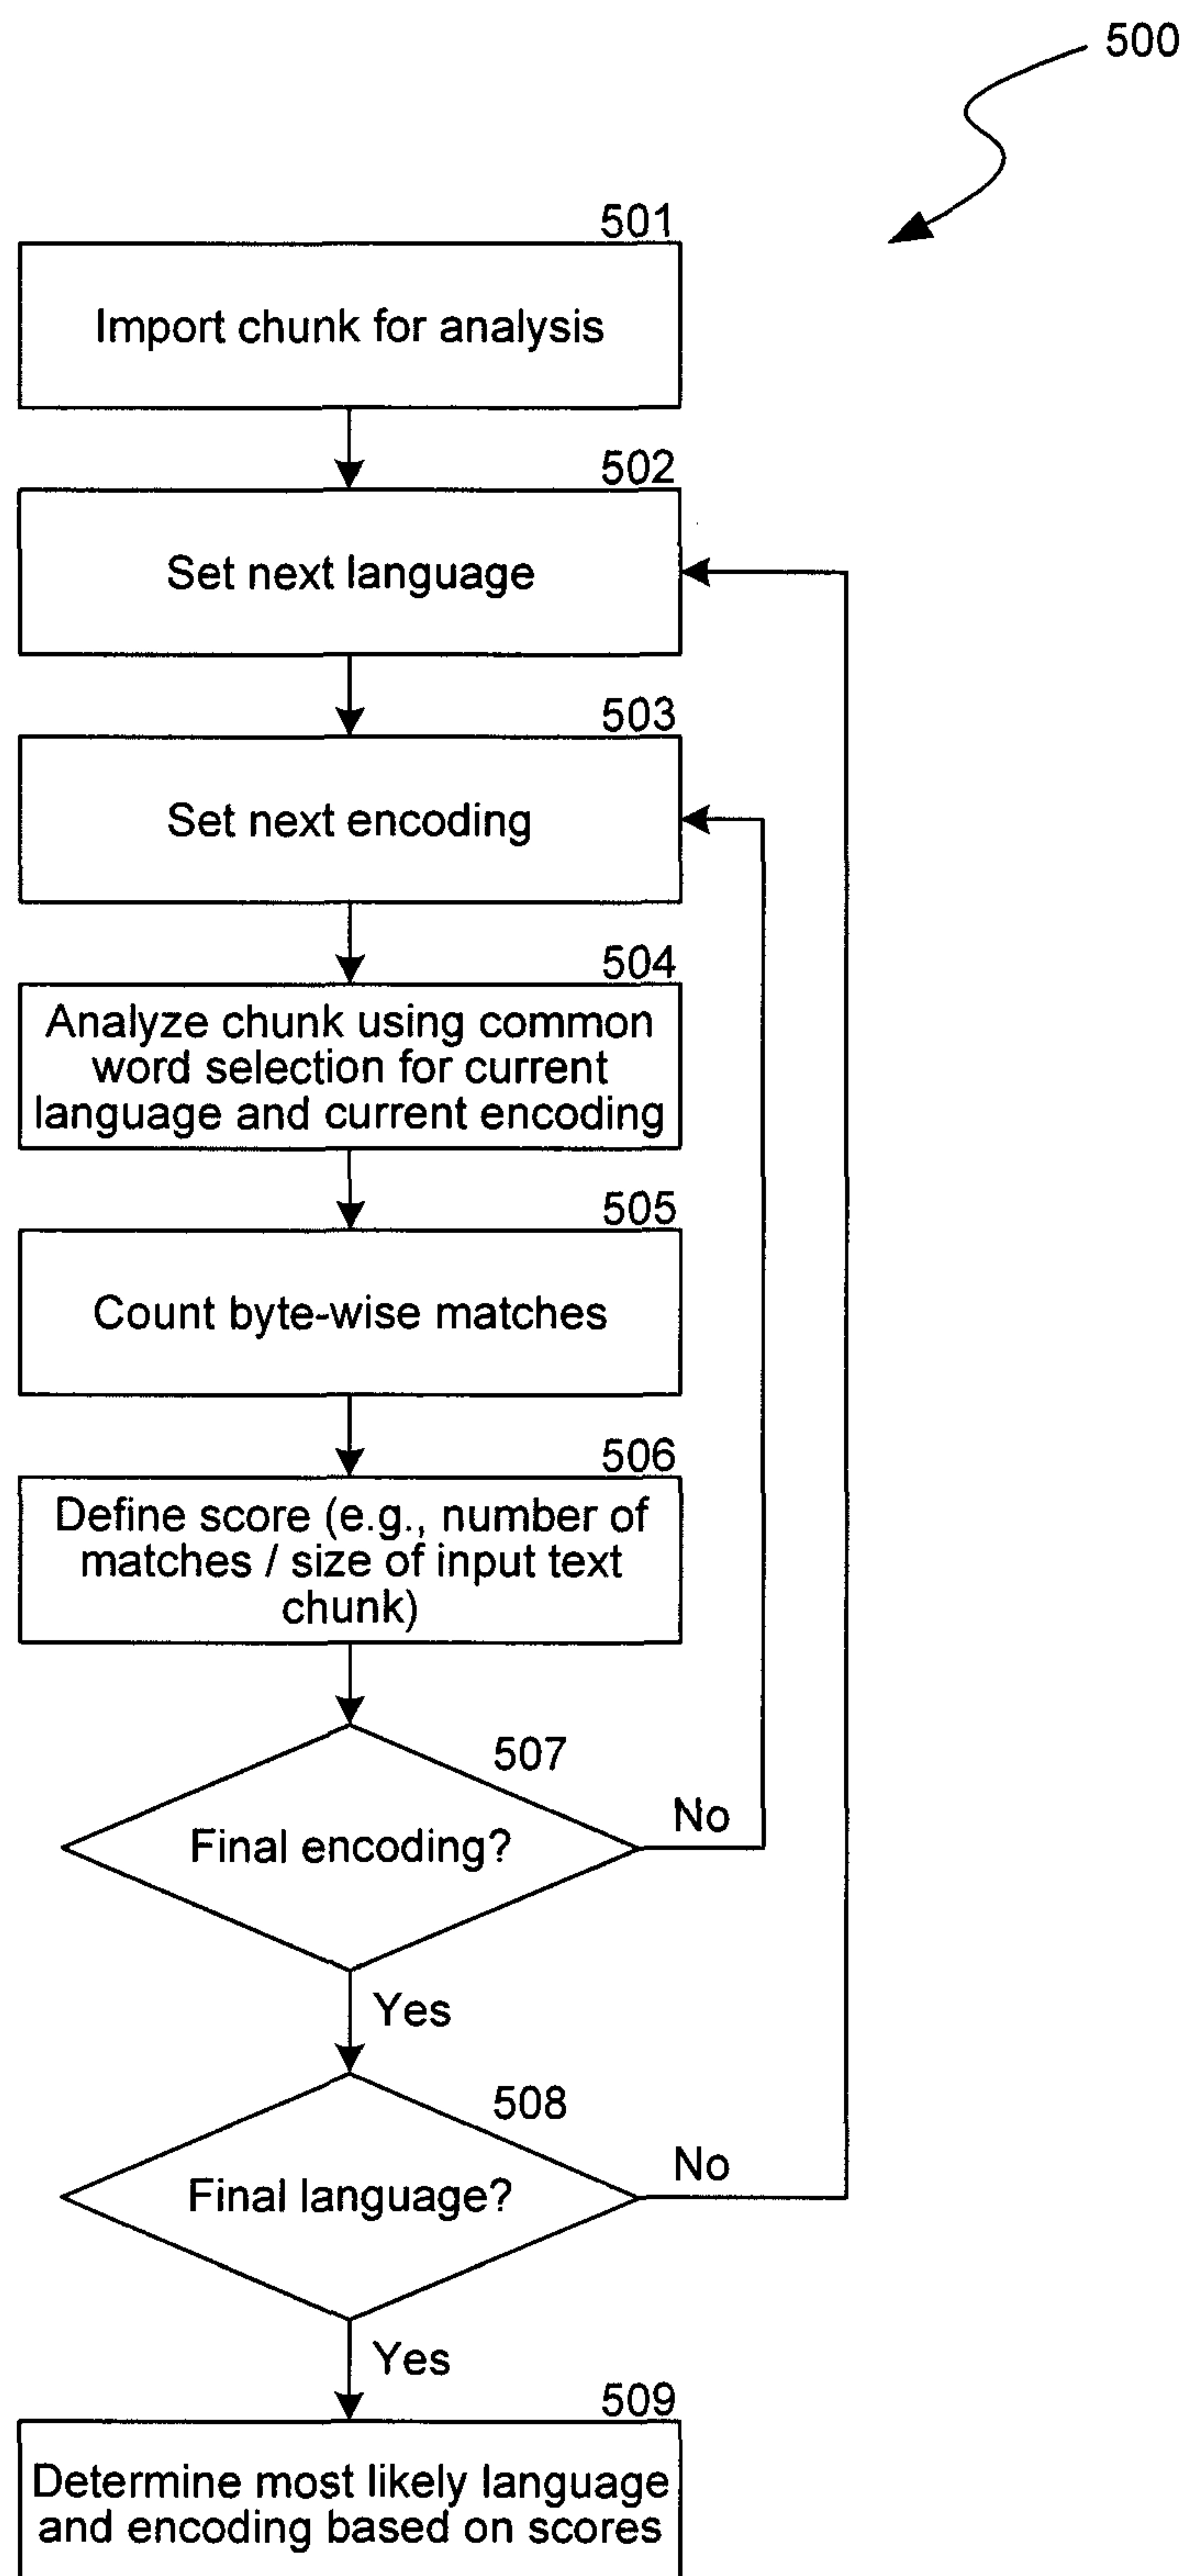 500
501
Import chunk for analysis
502
Set next language
503
Set next encoding
504
Analyze chunk using common
word selection for current
language and current encoding
505
Count byte-wise matches
506
Define score (e.g., number of
matches / size of input text
chunk)
507
Final encoding?
No
Yes
508
Final language?
No
Yes
509
Determine most likely language
and encoding based on scores